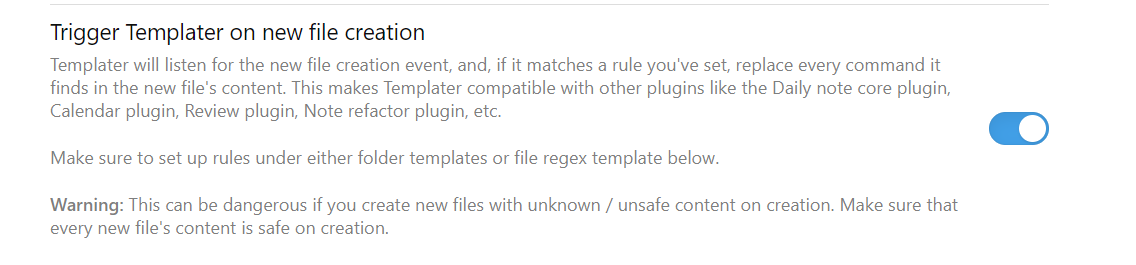 Trigger Templater on new file creation
Templater will listen for the new file creation event, and, if it matches a rule you've set, replace every command it
finds in the new file's content. This makes Templater compatible with other plugins like the Daily note core plugin,
Calendar plugin, Review plugin, Note refactor plugin, etc.
Make sure to set up rules under either folder templates or file regex template below.
Warning: This can be dangerous if you create new files with unknown / unsafe content on creation. Make sure that
every new file's content is safe on creation.